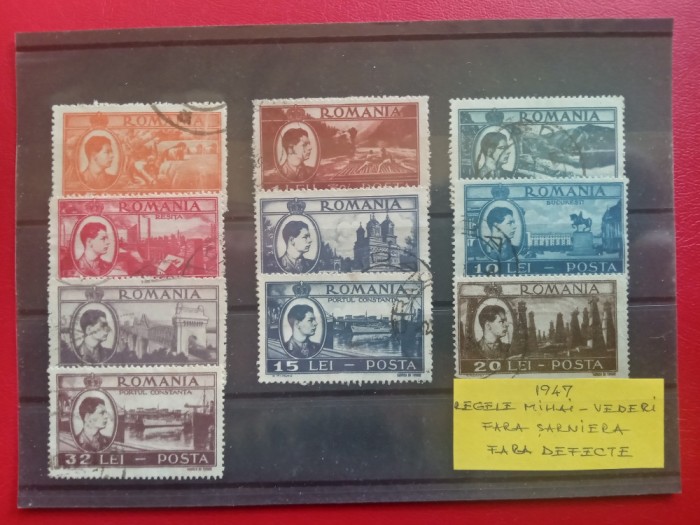 ROMANIA
ROMANIA
REȘIȚA
ROMANIA
ROMANIA
PORTUL CONSTANȚA
32 LEI - POSTA
ROMANIA
ROMANIA
ROMANIA
PORTUL CONSTANȚA
15 LEI - POSTA
ROMANIA
ROMANIA
BUCUREȘTI
10 LEI - POSTA
ROMANIA
20 LEI - POSTA
1947
REGELE MIHAI - VEDERI
FARA ȘARNIERA
FARA DEFECTE